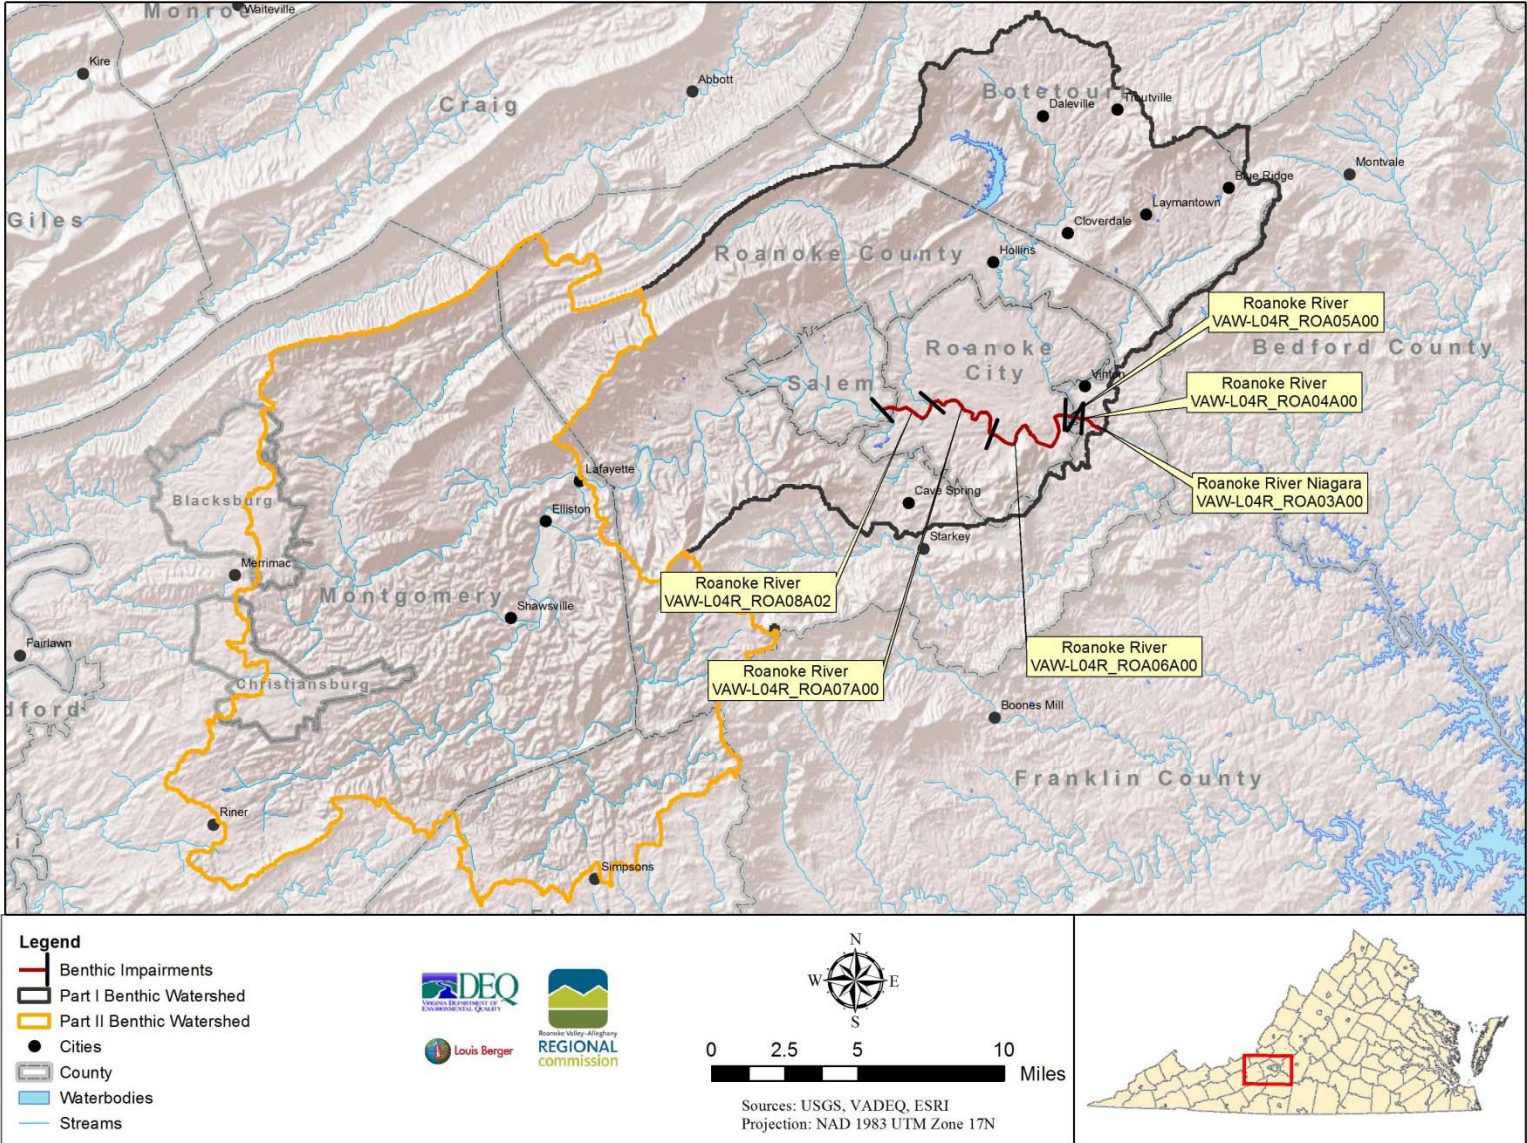 Monroe
Waiteville
Kire
Abbott
Craig
Botetourt
Daleville
Troutville
Montvale
Blue Ridge
Laymantown
Cloverdale
Giles
Roanoke County
Hollins
Roanoke River
VAW-L04R_ROA05A00
Roanoke
City
Bedford County
Salem
Vinton
Roanoke River
VAW-L04R_ROA04A00
Lafayette
Blacksburg
Cave Spring
Roanoke River Niagara
VAW-L04R_ROA03A00
Elliston
Starkey
Merrimac
Roanoke River
VAW-L04R_ROA08A02
Montgomery
Shawsville
Fairlawn
Roanoke River
VAW-L04R_ROA06A00
Roanoke River
VAW-L04R_ROA07A00
Christiansburg
dford
Boones Mill
Franklin County
Riner
i
Simpsons
Legend
Benthic Impairments
Part I Benthic Watershed
Part II Benthic Watershed
Cities
County
Waterbodies
Streams
DEQ
VIRGINIA DEPARTMENT OF
ENVIRONMENTAL QUALITY
Louis Berger
Roanoke Valley-Alleghany
REGIONAL
commission
N
W
E
S
0 2.5 5 10
Miles
Sources: USGS, VADEQ, ESRI
Projection: NAD 1983 UTM Zone 17N